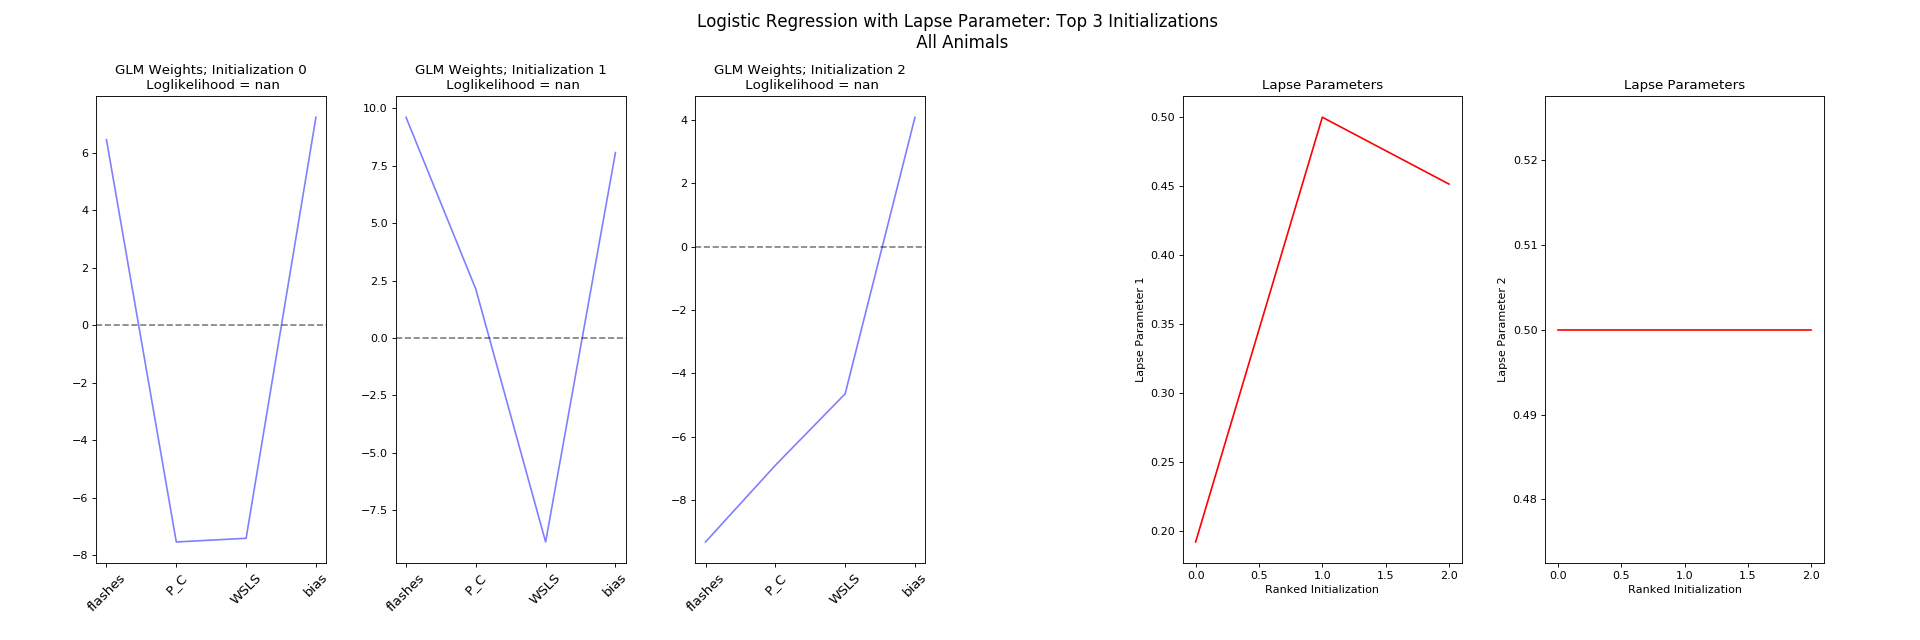 Logistic Regression with Lapse Parameter: Top 3 Initializations
All Animals
GLM Weights; Initialization 0
Loglikelihood = nan
6
4
2
0
−2
−4
−6
−8
flashes
P_C
WSLS
bias
GLM Weights; Initialization 1
Loglikelihood = nan
10.0
7.5
5.0
2.5
0.0
−2.5
−5.0
−7.5
flashes
P_C
WSLS
bias
GLM Weights; Initialization 2
Loglikelihood = nan
4
2
0
−2
−4
−6
−8
flashes
P_C
WSLS
bias
Lapse Parameters
Lapse Parameter 1
0.50
0.45
0.40
0.35
0.30
0.25
0.20
0.0 0.5 1.0 1.5 2.0
Ranked Initialization
Lapse Parameters
Lapse Parameter 2
0.52
0.51
0.50
0.49
0.48
0.0 0.5 1.0 1.5 2.0
Ranked Initialization